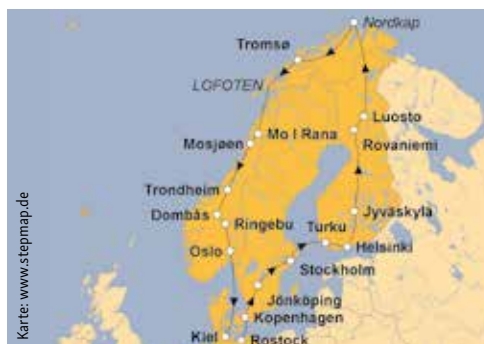 Nordkap
Tromsø
LOFOTEN
Luosto
Mo I Rana
Mosjøen
Rovaniemi
Trondheim
Jyväskylä
Dombås
Ringebu
Turku
Oslo
Helsinki
Stockholm
Jönköping
Kopenhagen
Kiel
Rostock
Karte: www.stepmap.de